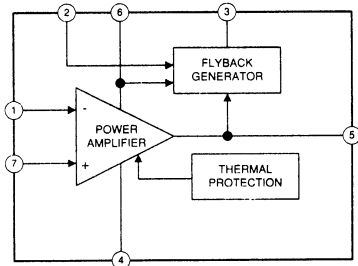 2 6 3
FLYBACK
GENERATOR
1 -
POWER
AMPLIFIER
5
7 +
THERMAL
PROTECTION
4